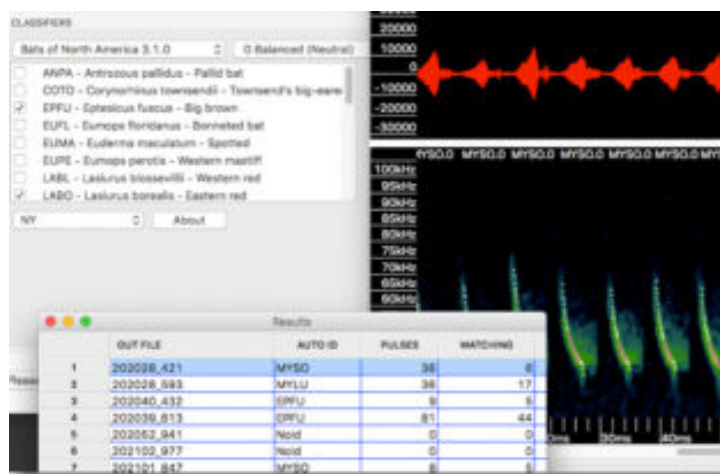 CLASSIFIERS
Bats of North America 3.1.0
0 Balanced (Neutral)
ANPA - Antrozous pallidus - Pallid bat
COTO - Corynorhinus townsendii - Townsend's big-eare
EPFU - Eptesicus fuscus - Big brown
EUFL - Eumops floridanus - Bonneted bat
EUMA - Euderma maculatum - Spotted
EUPE - Eumops perotis - Western mastiff
LABL - Lasiurus blossevillii - Western red
LABO - Lasiurus borealis - Eastern red
NY About
20000
10000
0
-10000
-20000
-30000
MYSO.0 MYSO.0 MYSO.0 MYSO.0 MYSO.0
100kHz
95kHz
90kHz
85kHz
80kHz
75kHz
70kHz
65kHz
60kHz
30ms 40ms
Results
OUT FILE AUTO ID PULSES MATCHING
1 202028_421 MYSO 36 6
2 202028_593 MYLU 36 17
3 202040_432 EPFU 9 5
4 202039_613 EPFU 81 44
5 202052_941 NoId 0 0
6 202102_977 NoId 0 0
7 202101_847 MYSO 8 5